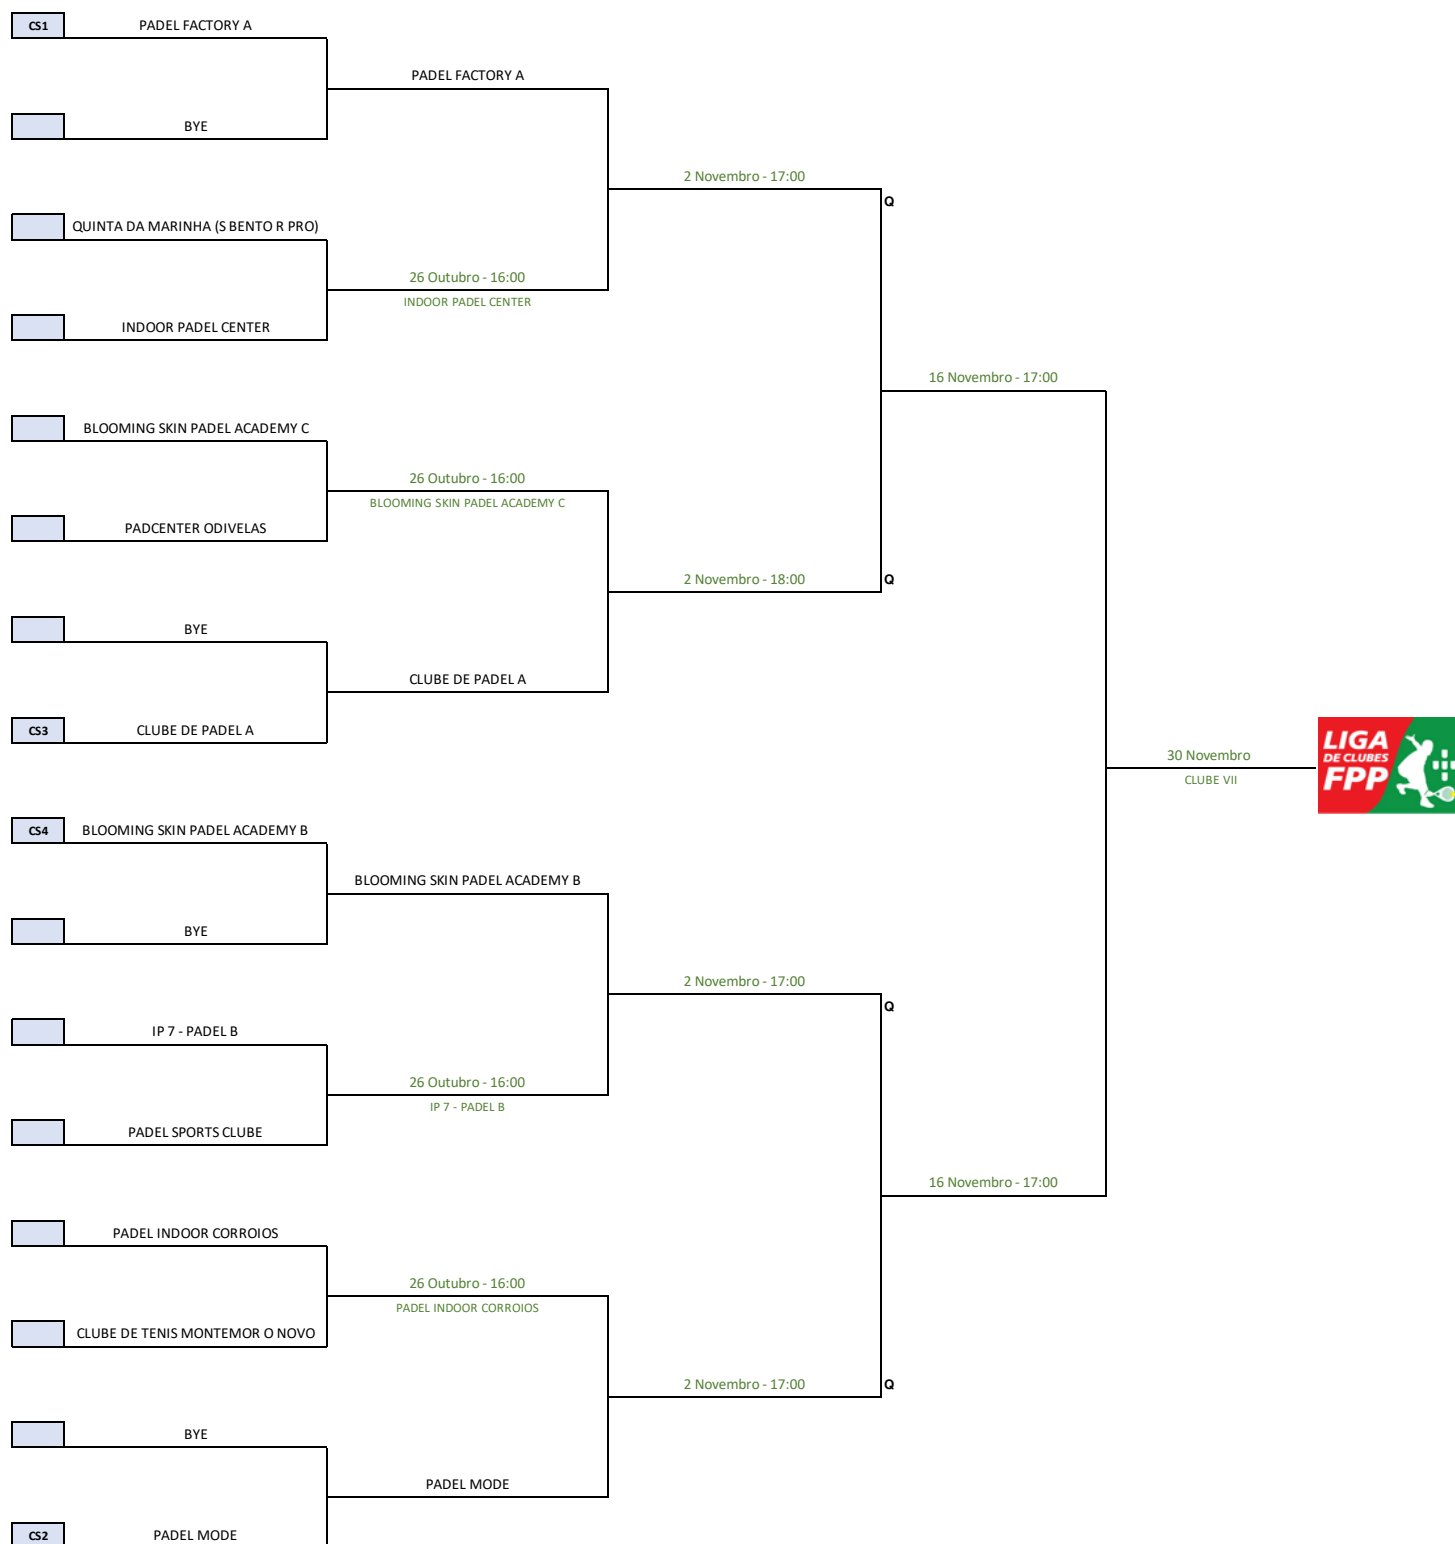 CS1 PADEL FACTORY A
PADEL FACTORY A
BYE
2 Novembro - 17:00
Q
QUINTA DA MARINHA (S BENTO R PRO)
26 Outubro - 16:00
INDOOR PADEL CENTER
INDOOR PADEL CENTER
16 Novembro - 17:00
BLOOMING SKIN PADEL ACADEMY C
26 Outubro - 16:00
BLOOMING SKIN PADEL ACADEMY C
PADCENTER ODIVELAS
2 Novembro - 18:00
Q
BYE
CLUBE DE PADEL A
CS3 CLUBE DE PADEL A
30 Novembro
CLUBE VII
LIGA
DE CLUBES
FPP
CS4 BLOOMING SKIN PADEL ACADEMY B
BLOOMING SKIN PADEL ACADEMY B
BYE
2 Novembro - 17:00
Q
IP 7 - PADEL B
26 Outubro - 16:00
IP 7 - PADEL B
PADEL SPORTS CLUBE
16 Novembro - 17:00
PADEL INDOOR CORROIOS
26 Outubro - 16:00
PADEL INDOOR CORROIOS
CLUBE DE TENIS MONTEMOR O NOVO
2 Novembro - 17:00
Q
BYE
PADEL MODE
CS2 PADEL MODE